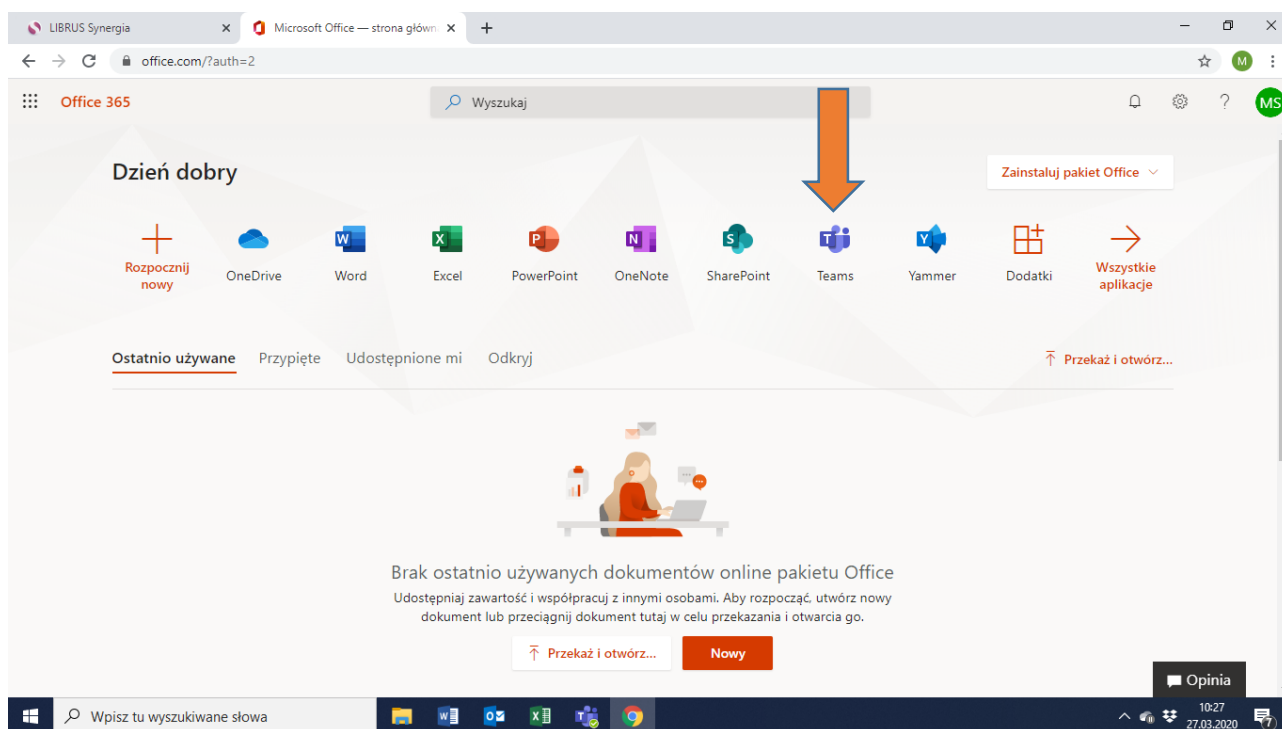 LIBRUS Synergia
Microsoft Office — strona główn
office.com/?auth=2
M
Office 365
Wyszukaj
MS
Dzień dobry
Zainstaluj pakiet Office
Rozpocznij
nowy
OneDrive
Word
Excel
PowerPoint
OneNote
SharePoint
Teams
Yammer
Dodatki
Wszystkie
aplikacje
Ostatnio używane Przypięte Udostępnione mi Odkryj
Przekaż i otwórz...
Brak ostatnio używanych dokumentów online pakietu Office
Udostępniaj zawartość i współpracuj z innymi osobami. Aby rozpocząć, utwórz nowy
dokument lub przeciągnij dokument tutaj w celu przekazania i otwarcia go.
Przekaż i otwórz...
Nowy
Opinia
Wpisz tu wyszukiwane słowa
10:27
27.03.2020